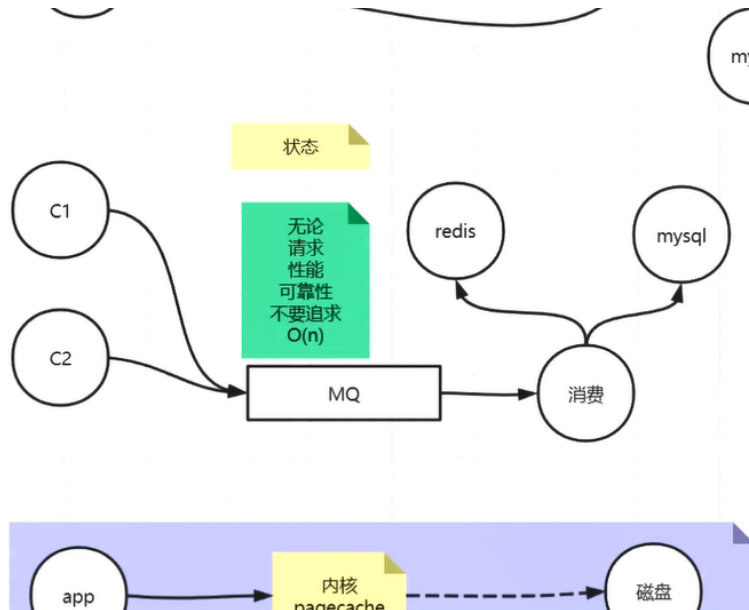 my
状态
C1
无论
请求
性能
可靠性
不要追求
O(n)
redis
mysql
C2
MQ
消费
app
内核
pagecache
磁盘